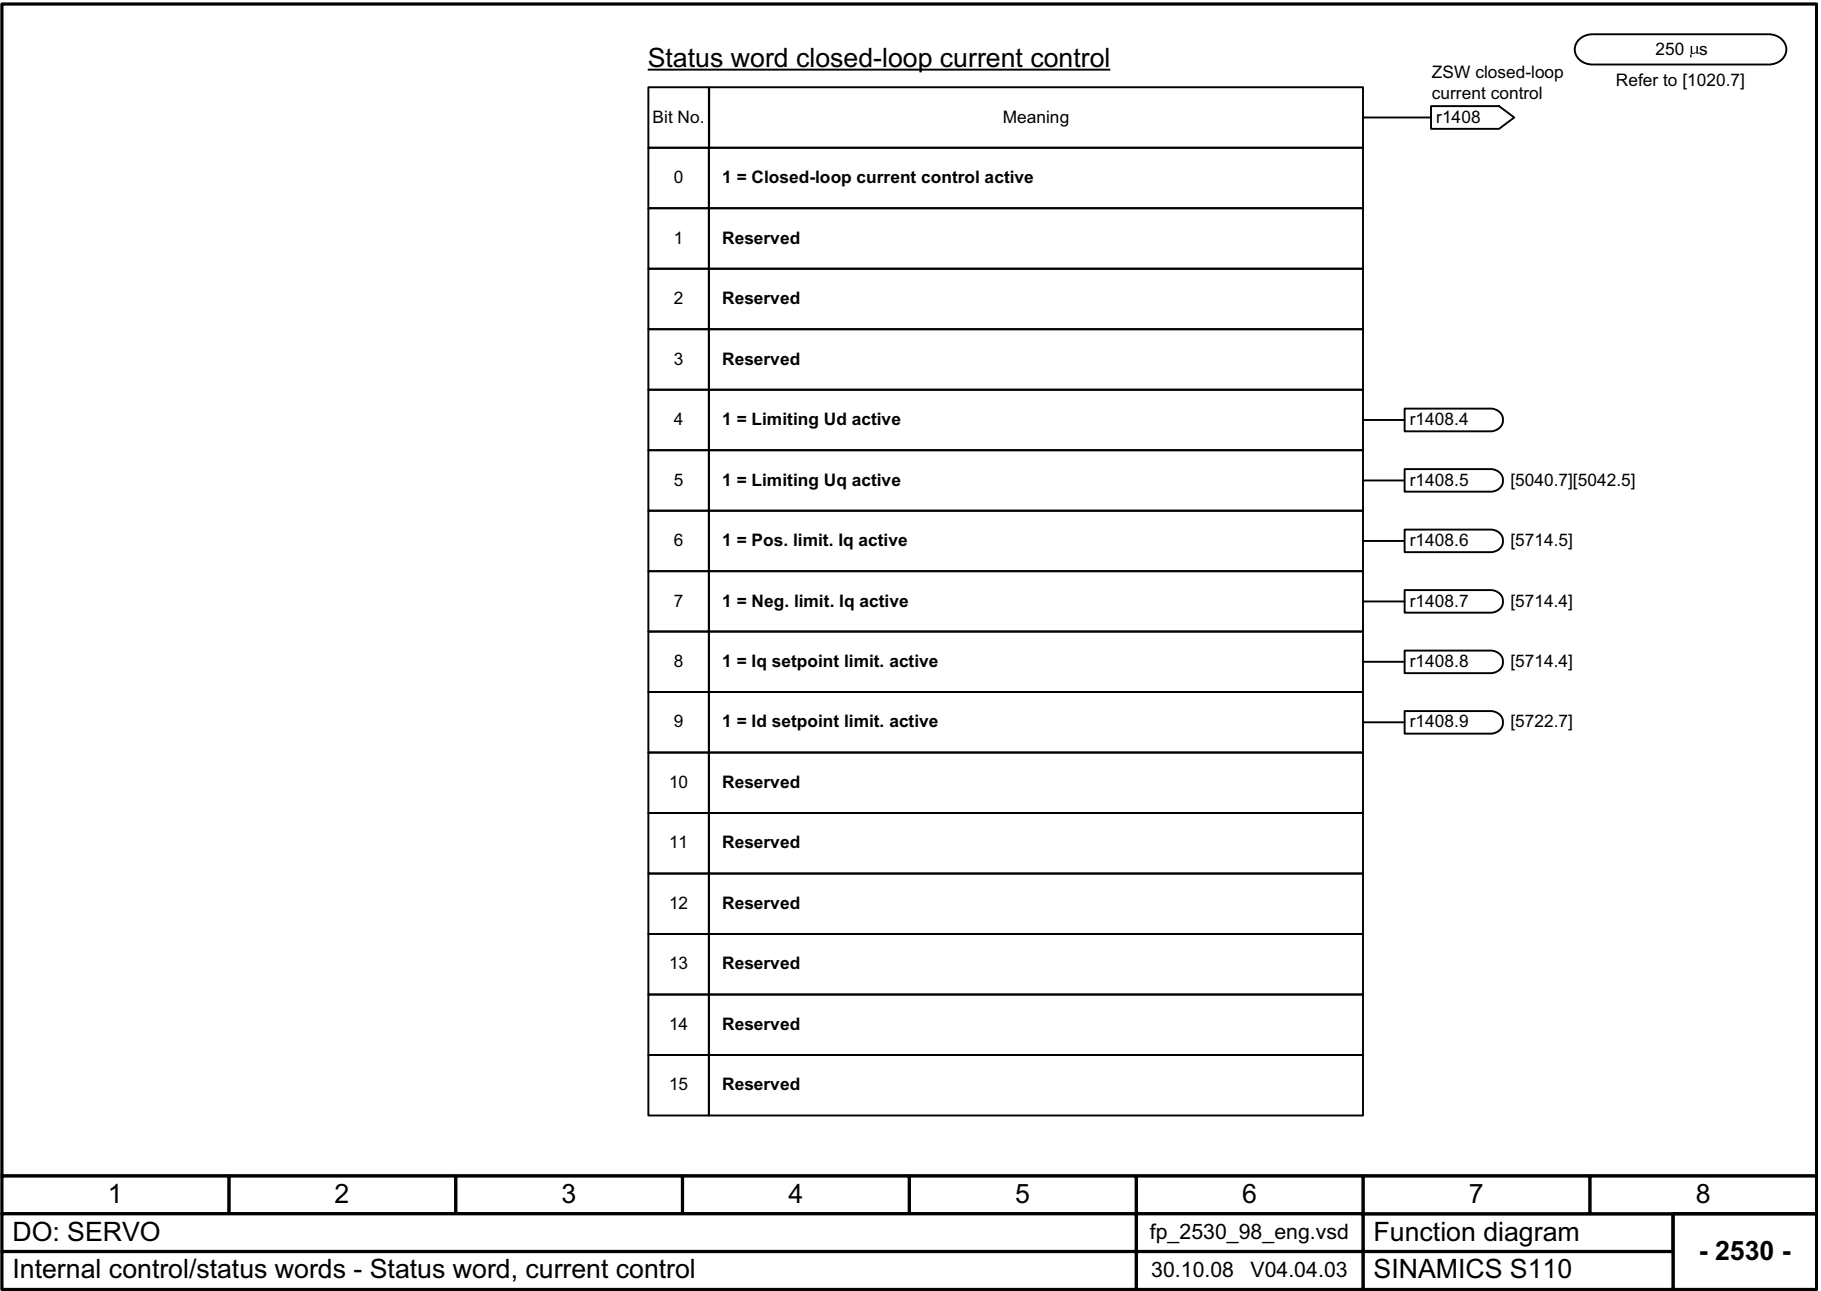 Status word closed-loop current control
250 µs
Refer to [1020.7]
ZSW closed-loop
current control
r1408
Bit No. Meaning
0 1 = Closed-loop current control active
1 Reserved
2 Reserved
3 Reserved
4 1 = Limiting Ud active r1408.4
5 1 = Limiting Uq active r1408.5 [5040.7][5042.5]
6 1 = Pos. limit. Iq active r1408.6 [5714.5]
7 1 = Neg. limit. Iq active r1408.7 [5714.4]
8 1 = Iq setpoint limit. active r1408.8 [5714.4]
9 1 = Id setpoint limit. active r1408.9 [5722.7]
10 Reserved
11 Reserved
12 Reserved
13 Reserved
14 Reserved
15 Reserved
1 2 3 4 5 6 7 8
DO: SERVO fp_2530_98_eng.vsd Function diagram
- 2530 -
Internal control/status words - Status word, current control 30.10.08 V04.04.03 SINAMICS S110